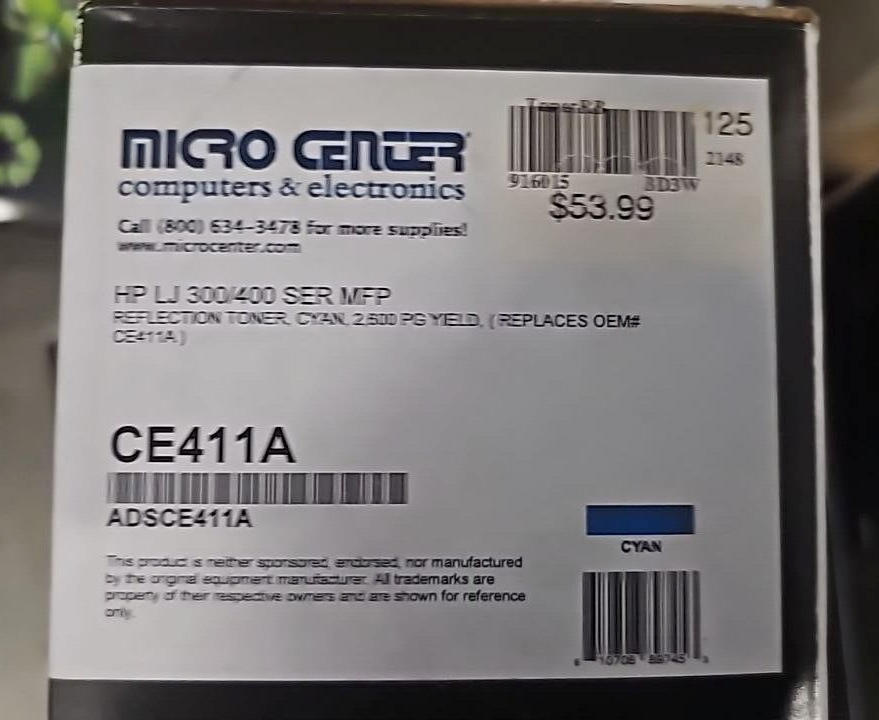 MICRO CENTER
computers & electronics
Call (800) 634-3478 for more supplies!
www.microcenter.com
TonerRP
125
2148
916015 BD3W
$53.99
HP LJ 300/400 SER MFP
REFLECTION TONER, CYAN, 2,600 PG YIELD, ( REPLACES OEM#
CE411A )
CE411A
ADSCE411A
CYAN
This product is neither sponsored, endorsed, nor manufactured
by the original equipment manufacturer. All trademarks are
property of their respective owners and are shown for reference
only.